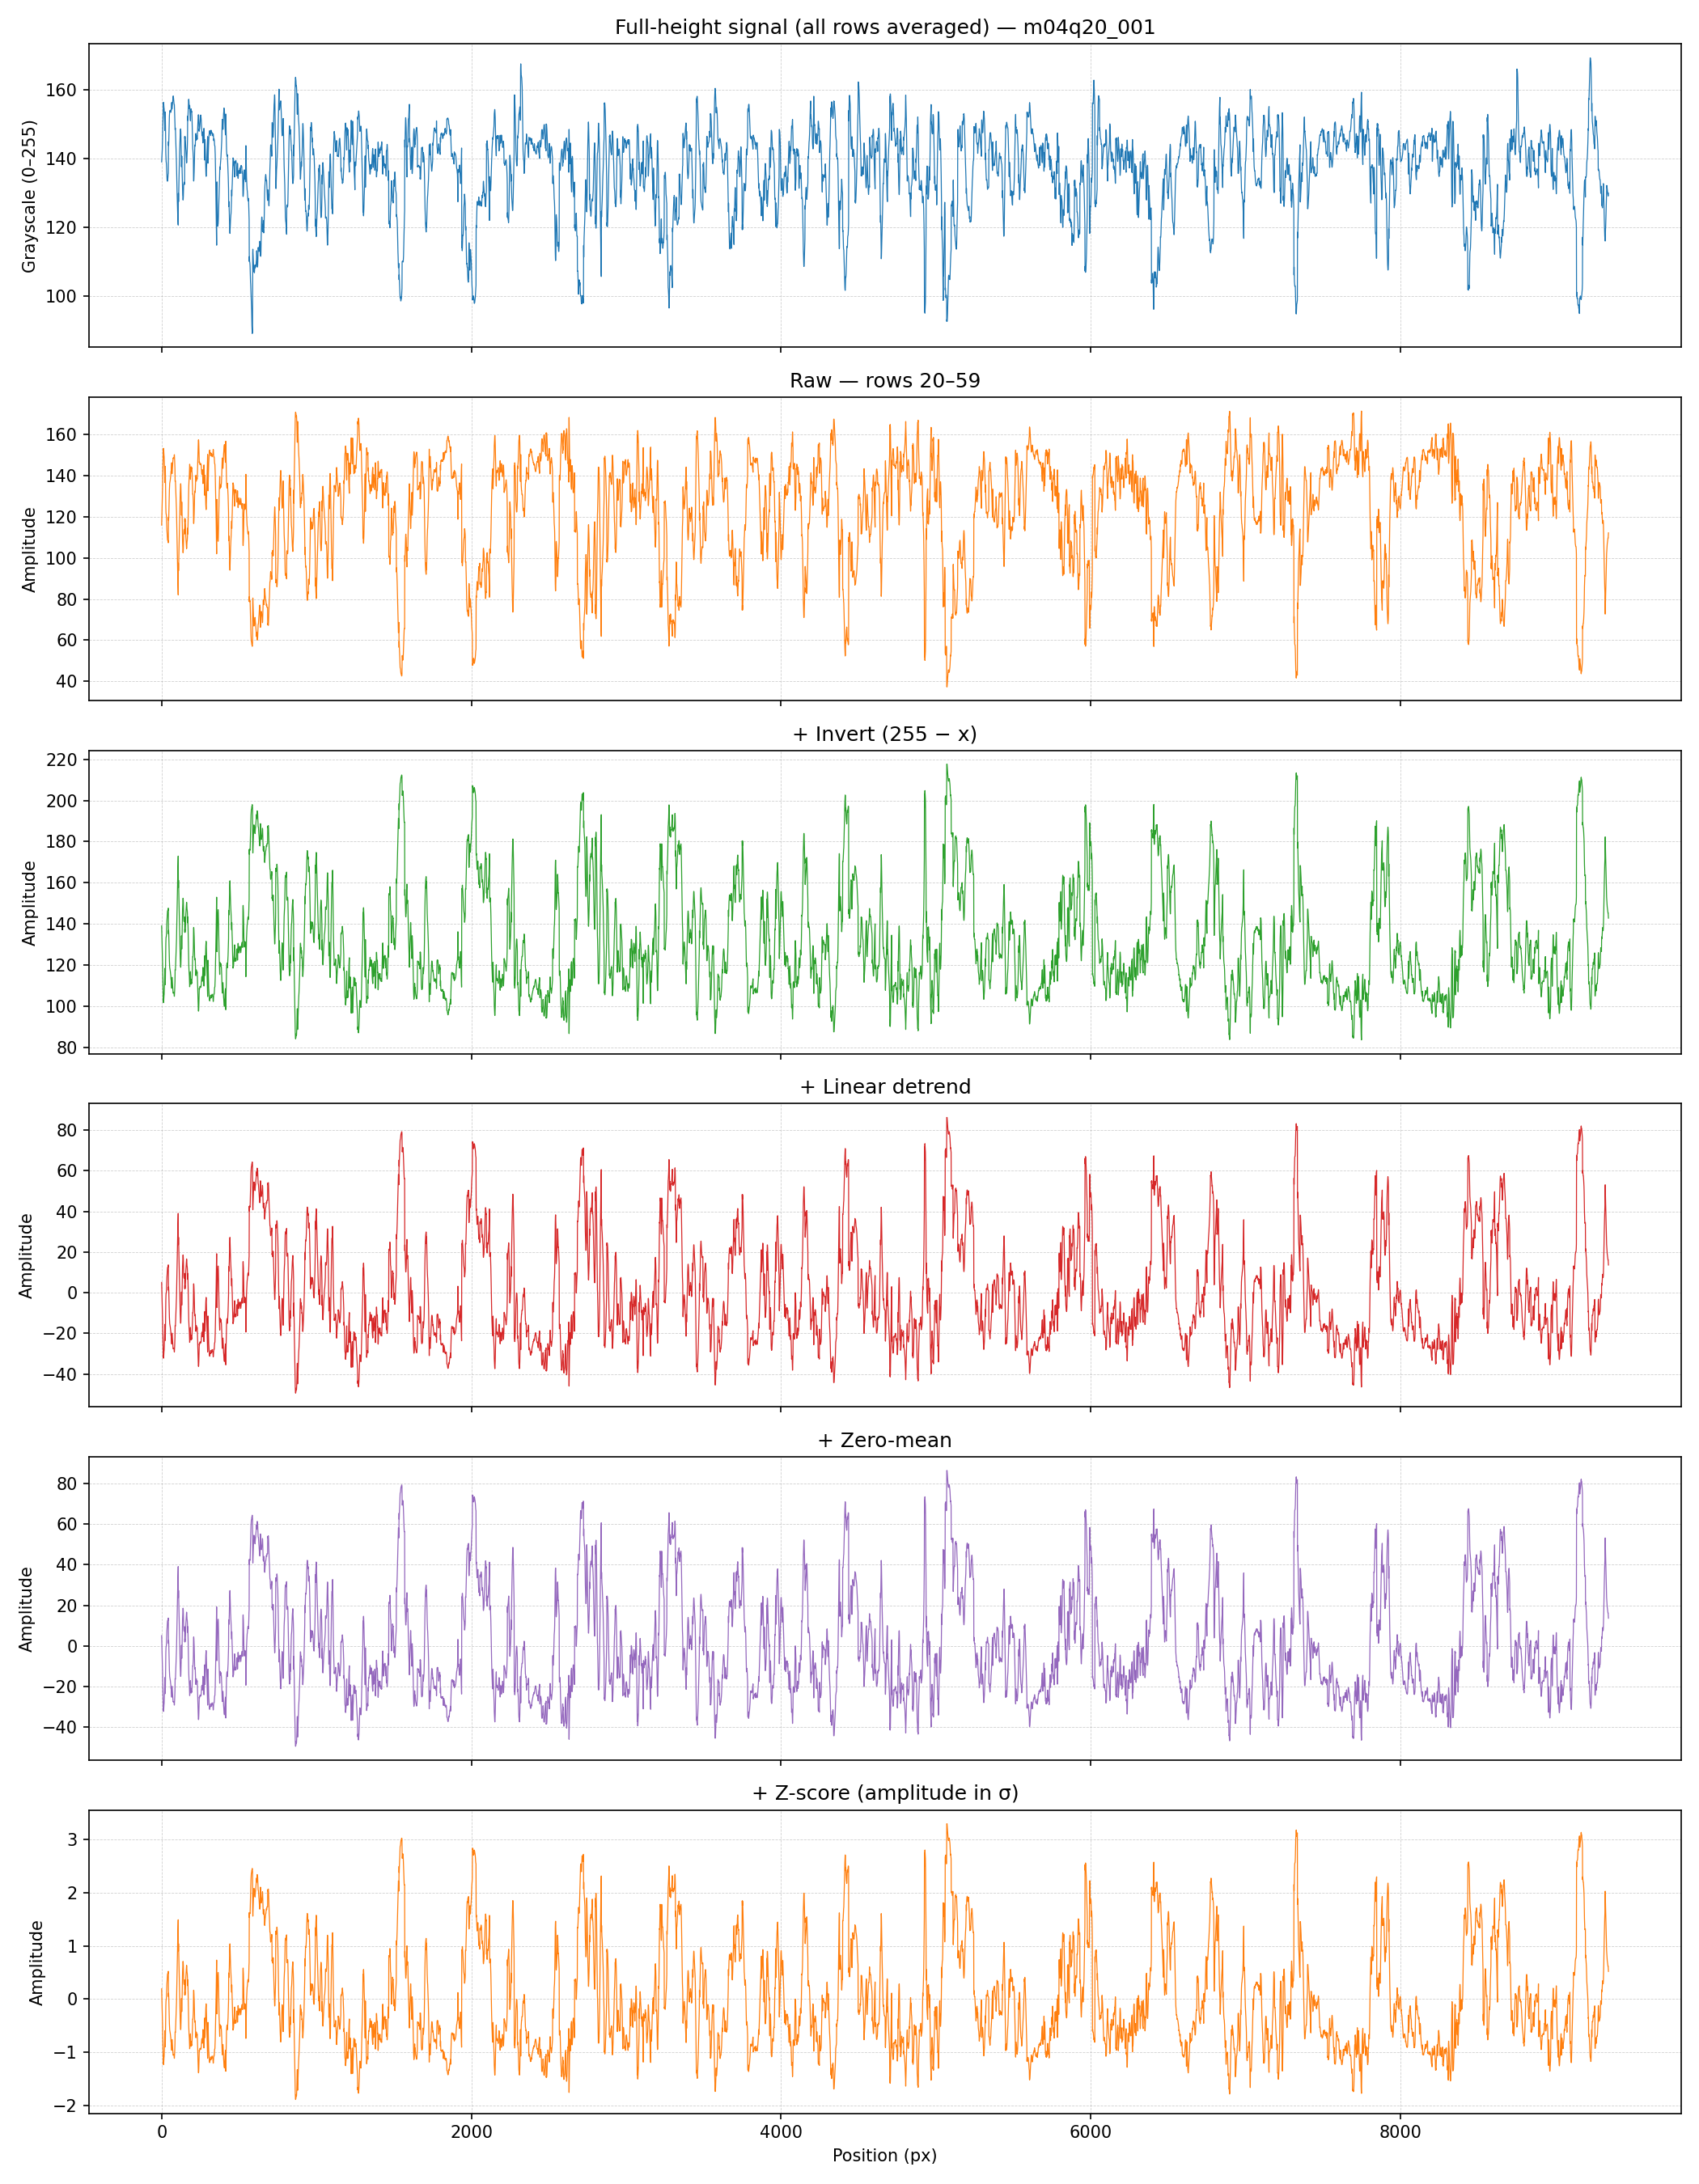 Full-height signal (all rows averaged) — m04q20_001
Grayscale (0–255)
160
140
120
100
Raw — rows 20–59
Amplitude
160
140
120
100
80
60
40
+ Invert (255 − x)
Amplitude
220
200
180
160
140
120
100
80
+ Linear detrend
Amplitude
80
60
40
20
0
−20
−40
+ Zero-mean
Amplitude
80
60
40
20
0
−20
−40
+ Z-score (amplitude in σ)
Amplitude
3
2
1
0
−1
−2
0 2000 4000 6000 8000
Position (px)